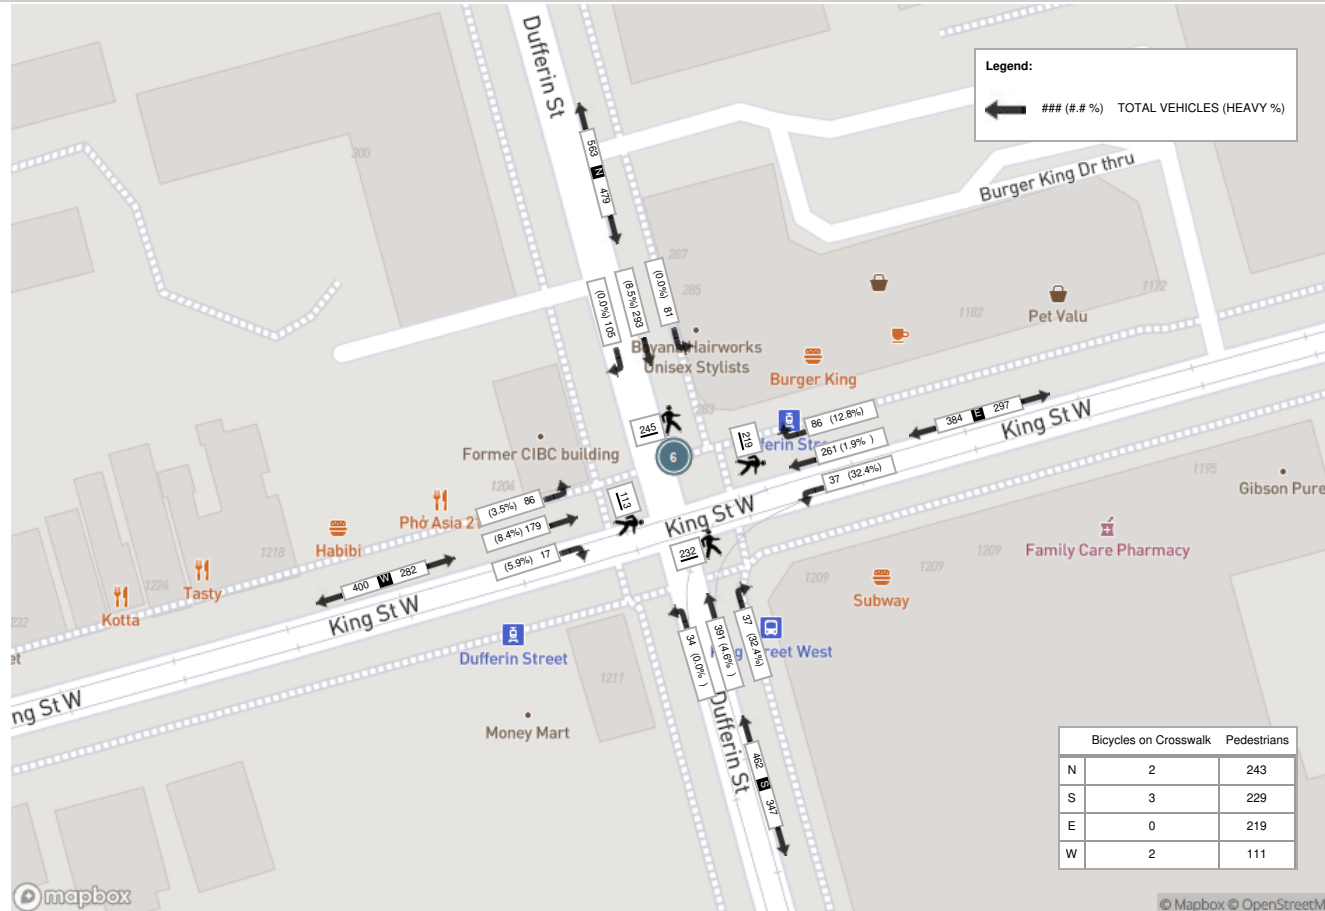 Dufferin St
Legend:
### (#.# %) TOTAL VEHICLES (HEAVY %)
300
563 N 479
Burger King Dr thru
287
285
(0.0%) 105
(8.5%) 293
(0.0%) 81
1172
1182
Pet Valu
Hairworks
Unisex Stylists
Burger King
283
245
6
219
86 (12.8%)
261 (1.9% )
37 (32.4%)
384 E 297
King St W
Former CIBC building
1204
1195
Gibson Pure
113
King St W
(3.5%) 86
(8.4%) 179
(5.9%) 17
Phở Asia 21
Habibi
1218
1224
Tasty
Kotta
232
400 W 282
King St W
232
1209
1209
1209
Family Care Pharmacy
Subway
Dufferin Street
34 (0.0% )
391 (4.6% )
37 (32.4%)
reet West
et
1211
Money Mart
ng St W
Dufferin St
462 S 347
Bicycles on Crosswalk Pedestrians
N 2 243
S 3 229
E 0 219
W 2 111
mapbox
© Mapbox © OpenStreetM